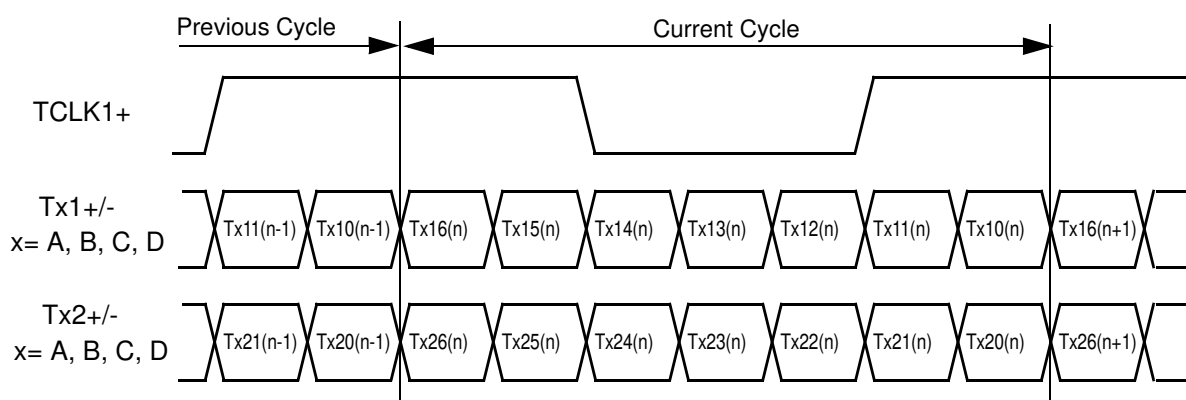 Previous Cycle Current Cycle
TCLK1+
Tx1+/-
x= A, B, C, D
Tx11(n-1) Tx10(n-1) Tx16(n) Tx15(n) Tx14(n) Tx13(n) Tx12(n) Tx11(n) Tx10(n) Tx16(n+1)
Tx2+/-
x= A, B, C, D
Tx21(n-1) Tx20(n-1) Tx26(n) Tx25(n) Tx24(n) Tx23(n) Tx22(n) Tx21(n) Tx20(n) Tx26(n+1)